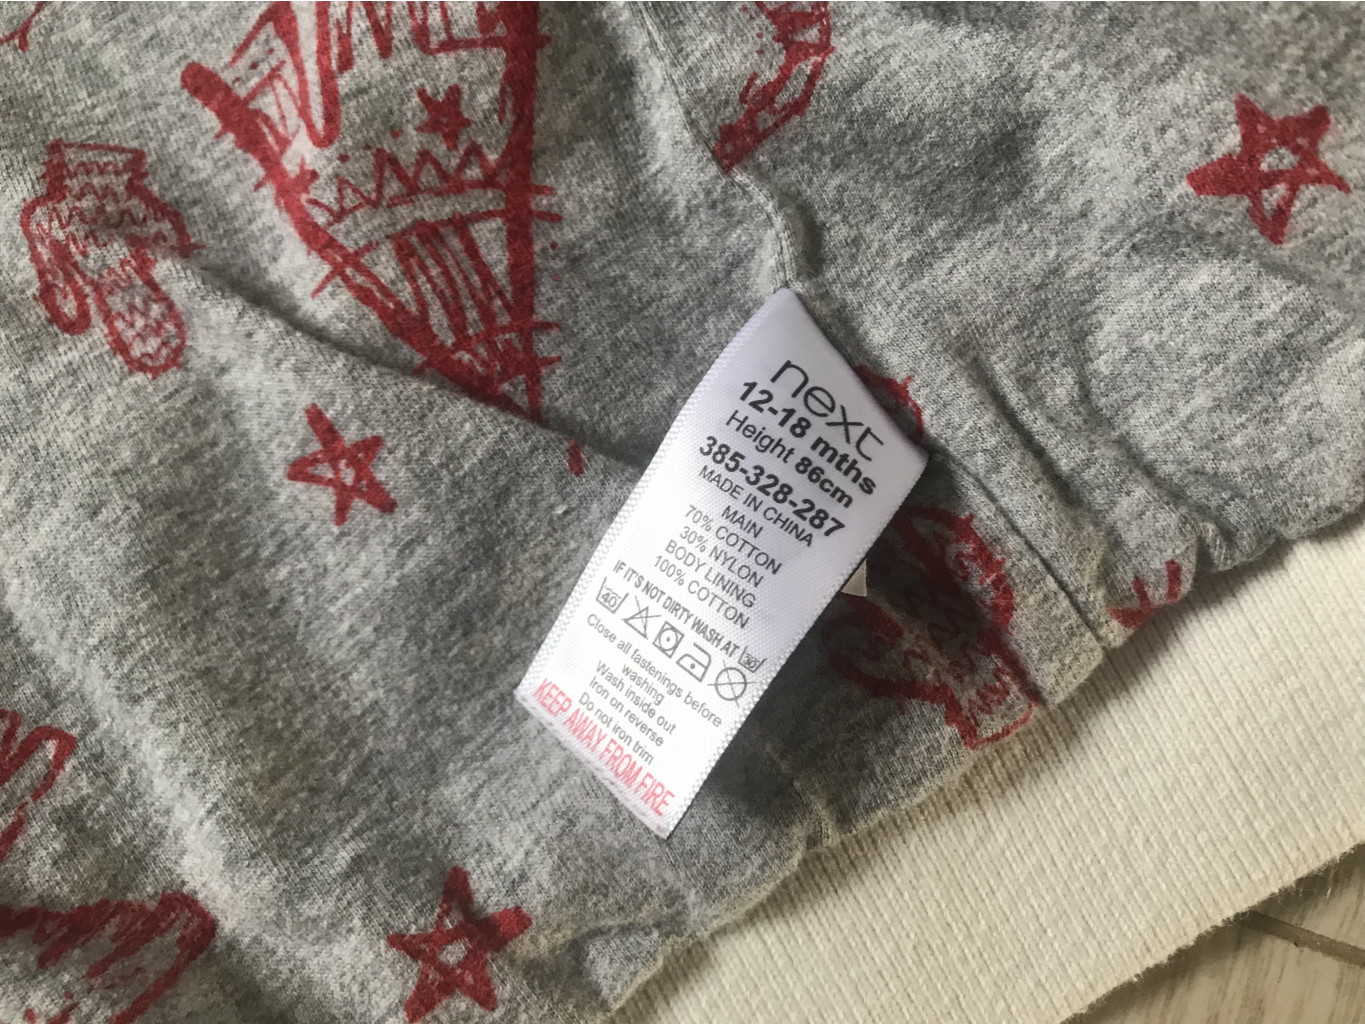 next
12-18 mths
Height 86cm
385-328-287
MADE IN CHINA
MAIN
70% COTTON
30% NYLON
BODY LINING
100% COTTON
IF IT'S NOT DIRTY WASH AT 30
40
Close all fastenings before
washing
Wash inside out
Iron on reverse
Do not iron trim
KEEP AWAY FROM FIRE